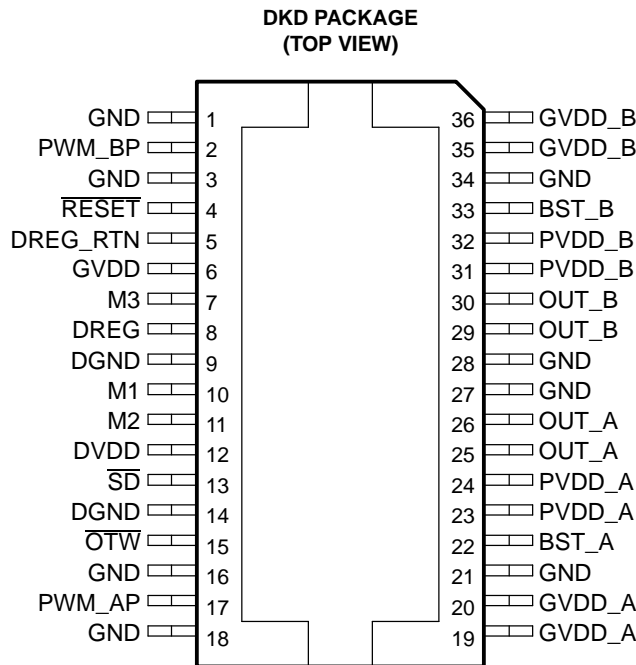 DKD PACKAGE
(TOP VIEW)
GND 1 36 GVDD_B
PWM_BP 2 35 GVDD_B
GND 3 34 GND
RESET 4 33 BST_B
DREG_RTN 5 32 PVDD_B
GVDD 6 31 PVDD_B
M3 7 30 OUT_B
DREG 8 29 OUT_B
DGND 9 28 GND
M1 10 27 GND
M2 11 26 OUT_A
DVDD 12 25 OUT_A
SD 13 24 PVDD_A
DGND 14 23 PVDD_A
OTW 15 22 BST_A
GND 16 21 GND
PWM_AP 17 20 GVDD_A
GND 18 19 GVDD_A